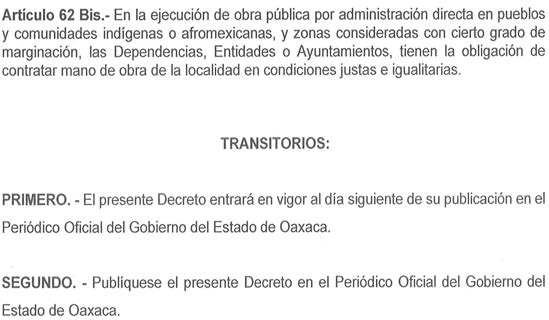 Artículo 62 Bis.- En la ejecución de obra pública por administración directa en pueblos
y comunidades indígenas o afromexicanas, y zonas consideradas con cierto grado de
marginación, las Dependencias, Entidades o Ayuntamientos, tienen la obligación de
contratar mano de obra de la localidad en condiciones justas e igualitarias.
TRANSITORIOS:
PRIMERO. - El presente Decreto entrará en vigor al día siguiente de su publicación en el
Periódico Oficial del Gobierno del Estado de Oaxaca.
SEGUNDO. - Publíquese el presente Decreto en el Periódico Oficial del Gobierno del
Estado de Oaxaca.